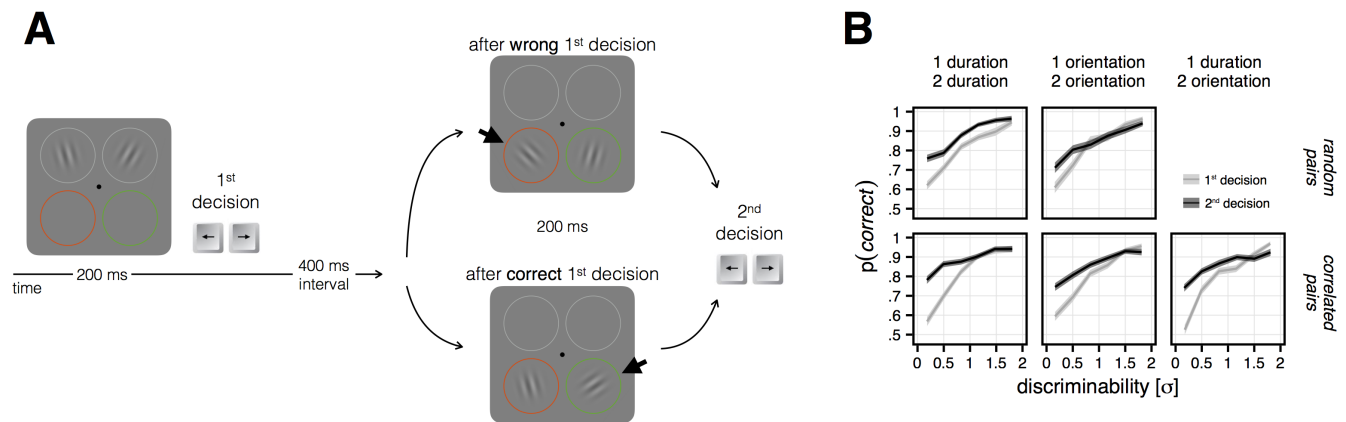 A
after wrong 1st decision
1st
decision
200 ms
time
400 ms
interval
200 ms
2nd
decision
after correct 1st decision
B
1 duration
2 duration
1 orientation
2 orientation
1 duration
2 orientation
1
.9
.8
.7
.6
.5
random
pairs
1st decision
2nd decision
p(correct)
1
.9
.8
.7
.6
.5
correlated
pairs
0 0.5 1 1.5 2
0 0.5 1 1.5 2
0 0.5 1 1.5 2
discriminability [σ]